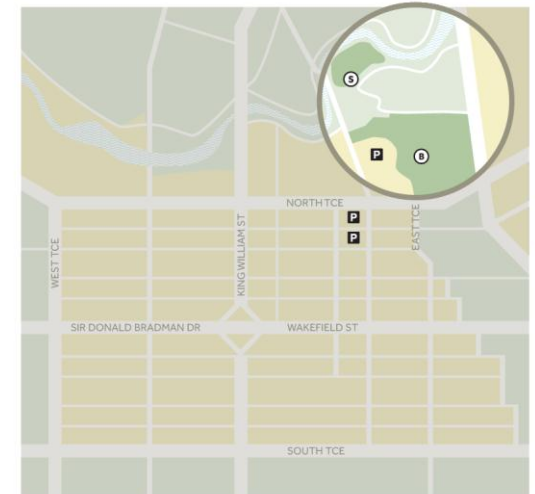 S
P
B
NORTH TCE
P
P
WEST TCE
KING WILLIAM ST
EAST TCE
SIR DONALD BRADMAN DR
WAKEFIELD ST
SOUTH TCE